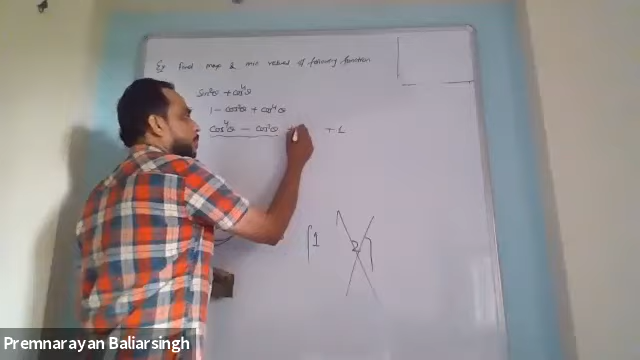 Ex Find max & min values of following function
Sin²θ + cos⁴θ
1 - cos²θ + cos⁴θ
cos⁴θ - cos²θ + 1
[1 2]
Premnarayan Baliarsingh